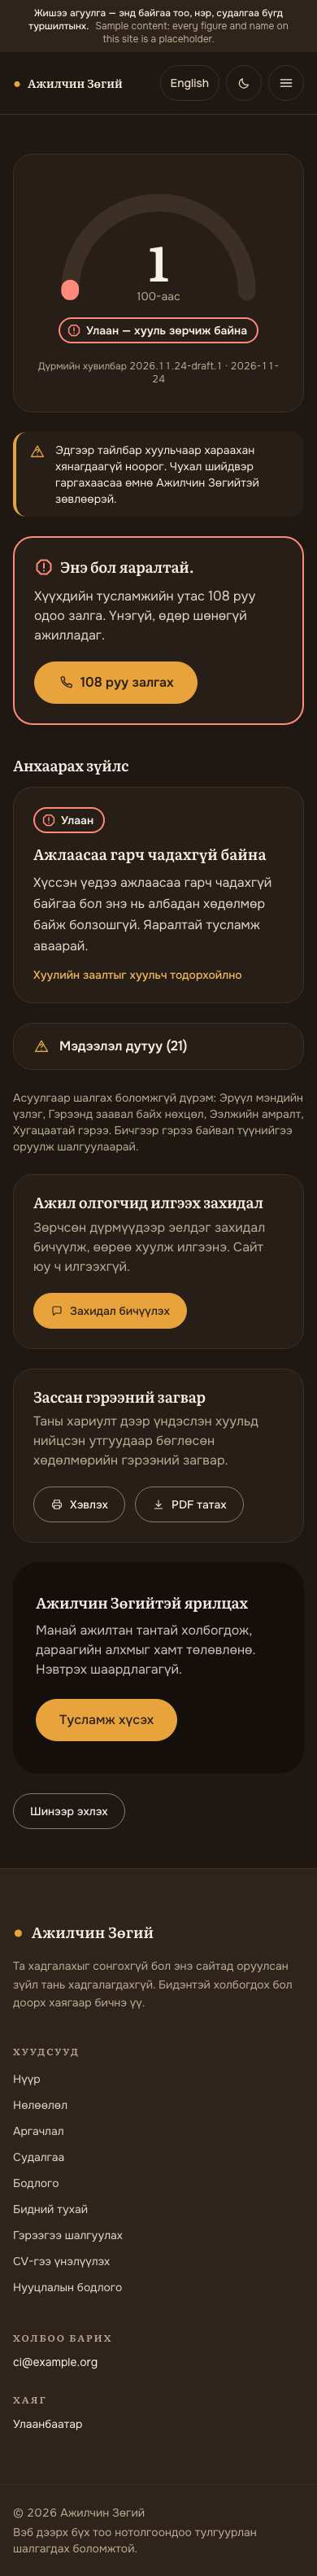 Жишээ агуулга — энд байгаа тоо, нэр, судалгаа бүгд
туршилтынх. Sample content: every figure and name on
this site is a placeholder.
Ажилчин Зөгий
English
1
100-аас
Улаан — хууль зөрчиж байна
Дүрмийн хувилбар 2026.11.24-draft.1 · 2026-11-
24
Эдгээр тайлбар хуульчаар хараахан
хянагдаагүй ноорог. Чухал шийдвэр
гаргахаасаа өмнө Ажилчин Зөгийтэй
зөвлөөрэй.
Энэ бол яаралтай.
Хүүхдийн тусламжийн утас 108 руу
одоо залга. Үнэгүй, өдөр шөнөгүй
ажилладаг.
108 руу залгах
Анхаарах зүйлс
Улаан
Ажлаасаа гарч чадахгүй байна
Хүссэн үедээ ажлаасаа гарч чадахгүй
байгаа бол энэ нь албадан хөдөлмөр
байж болзошгүй. Яаралтай тусламж
аваарай.
Хуулийн заалтыг хуульч тодорхойлно
Мэдээлэл дутуу (21)
Асуулгаар шалгах боломжгүй дүрэм: Эрүүл мэндийн
үзлэг, Гэрээнд заавал байх нөхцөл, Ээлжийн амралт,
Хугацаатай гэрээ. Бичгээр гэрээ байвал түүнийгээ
оруулж шалгуулаарай.
Ажил олгогчид илгээх захидал
Зөрчсөн дүрмүүдээр эелдэг захидал
бичүүлж, өөрөө хуулж илгээнэ. Сайт
юу ч илгээхгүй.
Захидал бичүүлэх
Зассан гэрээний загвар
Таны хариулт дээр үндэслэн хуульд
нийцсэн утгуудаар бөглөсөн
хөдөлмөрийн гэрээний загвар.
Хэвлэх
PDF татах
Ажилчин Зөгийтэй ярилцах
Манай ажилтан тантай холбогдож,
дараагийн алхмыг хамт төлөвлөнө.
Нэвтрэх шаардлагагүй.
Тусламж хүсэх
Шинээр эхлэх
Ажилчин Зөгий
Та хадгалахыг сонгохгүй бол энэ сайтад оруулсан
зүйл тань хадгалагдахгүй. Бидэнтэй холбогдох бол
доорх хаягаар бичнэ үү.
ХУУДСУУД
Нүүр
Нөлөөлөл
Аргачлал
Судалгаа
Бодлого
Бидний тухай
Гэрээгээ шалгуулах
CV-гээ үнэлүүлэх
Нууцлалын бодлого
ХОЛБОО БАРИХ
ci@example.org
ХАЯГ
Улаанбаатар
© 2026 Ажилчин Зөгий
Вэб дээрх бүх тоо нотолгоондоо тулгуурлан
шалгагдах боломжтой.